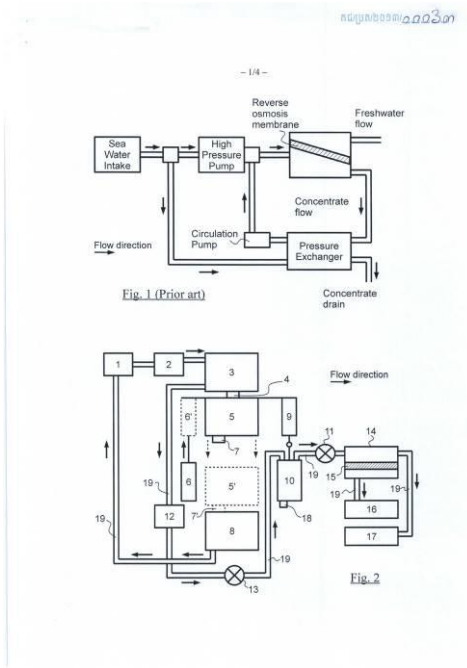 – 1/4 –
Reverse osmosis membrane
Freshwater flow
Sea Water Intake
High Pressure Pump
Concentrate flow
Circulation Pump
Pressure Exchanger
Flow direction
Concentrate drain
Fig. 1 (Prior art)
1
2
3
Flow direction
4
6'
5
9
11
14
7
15
19
6
10
19
19
19
5'
18
16
12
7'
19
8
17
19
13
Fig. 2